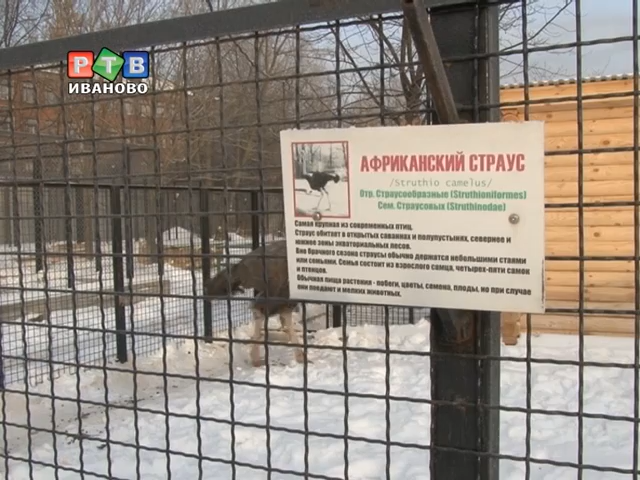 РТВ
ИВАНОВО
АФРИКАНСКИЙ СТРАУС
/Struthio camelus/
Отр. Страусообразные (Struthioniformes)
Сем. Страусовых (Struthinodae)
Самая крупная из современных птиц.
Страус обитает в открытых саваннах и полупустынях, севернее и
южнее зоны экваториальных лесов.
Вне брачного сезона страусы обычно держатся небольшими стаями
или семьями. Семья состоит из взрослого самца, четырех-пяти самок
и птенцов.
Обычная пища растения - побеги, цветы, семена, плоды, но при случае
они поедают и мелких животных.